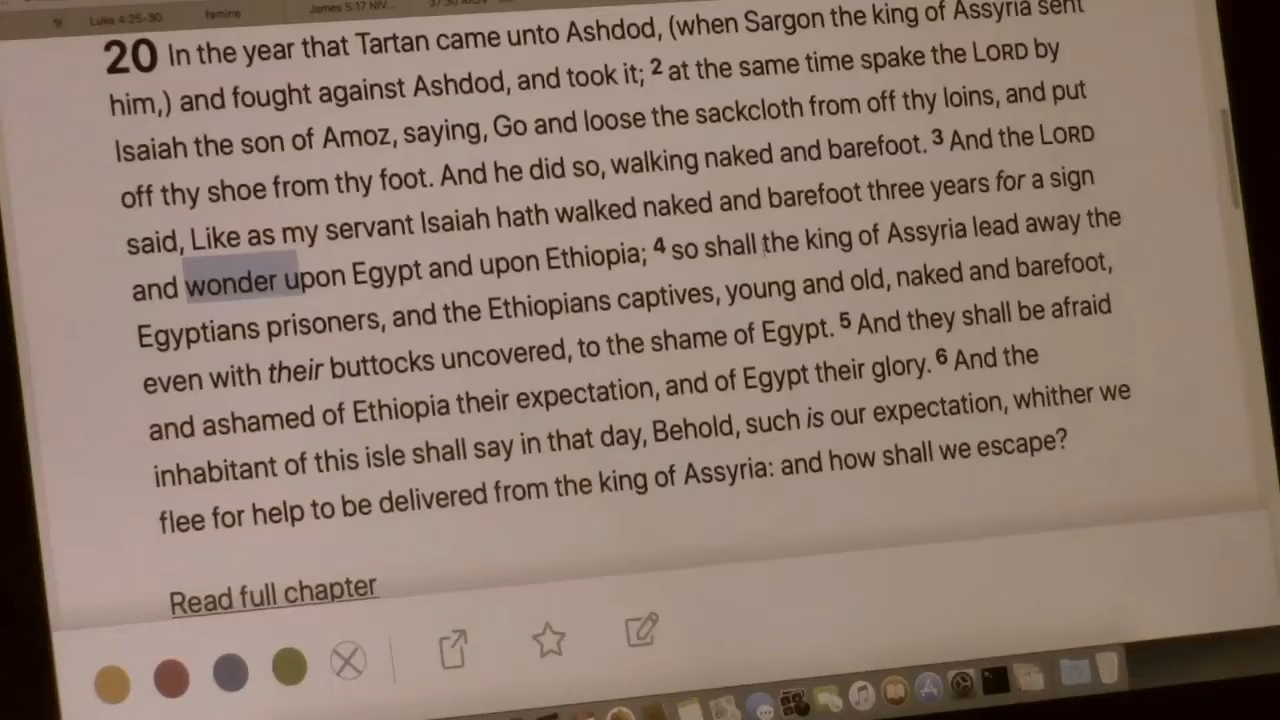 Luke 4:25-30 famine James 5:17 NIV...
20 In the year that Tartan came unto Ashdod, (when Sargon the king of Assyria sent
him,) and fought against Ashdod, and took it; 2 at the same time spake the LORD by
Isaiah the son of Amoz, saying, Go and loose the sackcloth from off thy loins, and put
off thy shoe from thy foot. And he did so, walking naked and barefoot. 3 And the LORD
said, Like as my servant Isaiah hath walked naked and barefoot three years for a sign
and wonder upon Egypt and upon Ethiopia; 4 so shall the king of Assyria lead away the
Egyptians prisoners, and the Ethiopians captives, young and old, naked and barefoot,
even with their buttocks uncovered, to the shame of Egypt. 5 And they shall be afraid
and ashamed of Ethiopia their expectation, and of Egypt their glory. 6 And the
inhabitant of this isle shall say in that day, Behold, such is our expectation, whither we
flee for help to be delivered from the king of Assyria: and how shall we escape?
Read full chapter